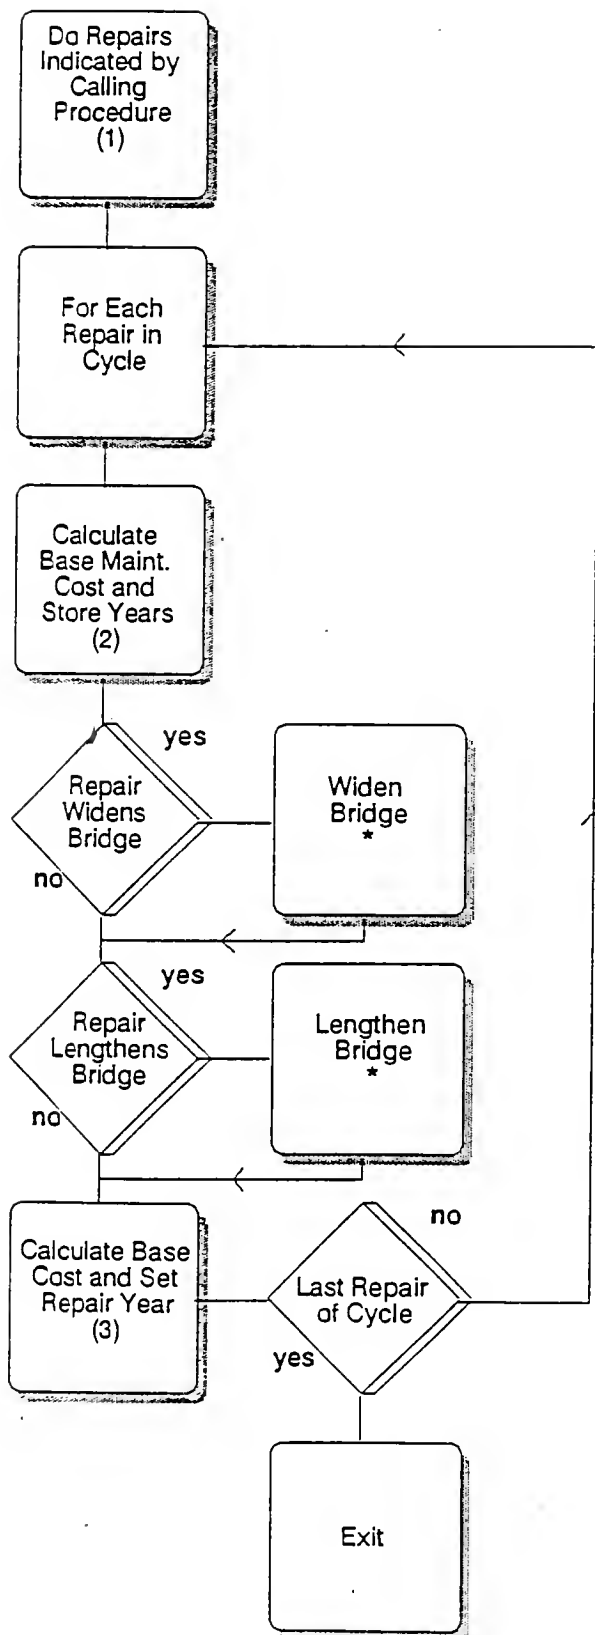 Do Repairs
Indicated by
Calling
Procedure
(1)
For Each
Repair in
Cycle
Calculate
Base Maint.
Cost and
Store Years
(2)
yes
Repair
Widens
Bridge
no
Widen
Bridge
*
yes
Repair
Lengthens
Bridge
no
Lengthen
Bridge
*
Calculate Base
Cost and Set
Repair Year
(3)
no
Last Repair
of Cycle
yes
Exit